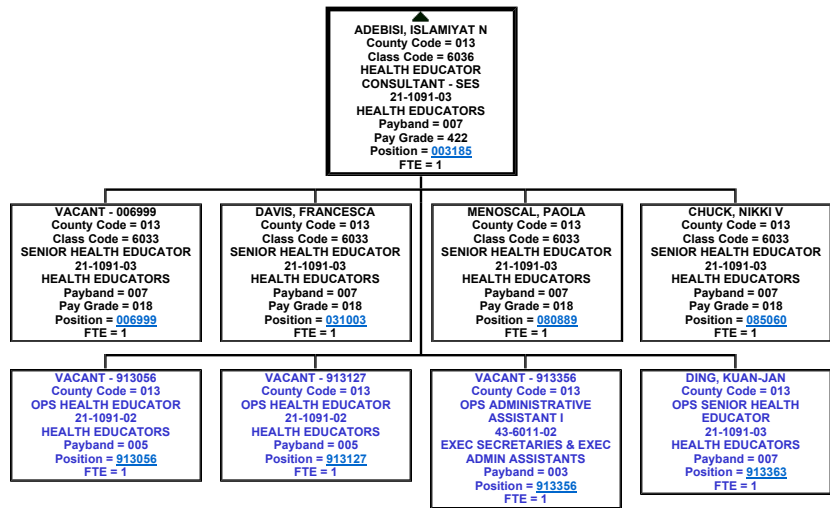 ADEBISI, ISLAMIYAT N
County Code = 013
Class Code = 6036
HEALTH EDUCATOR
CONSULTANT - SES
21-1091-03
HEALTH EDUCATORS
Payband = 007
Pay Grade = 422
Position = 003185
FTE = 1
VACANT - 006999
County Code = 013
Class Code = 6033
SENIOR HEALTH EDUCATOR
21-1091-03
HEALTH EDUCATORS
Payband = 007
Pay Grade = 018
Position = 006999
FTE = 1
DAVIS, FRANCESCA
County Code = 013
Class Code = 6033
SENIOR HEALTH EDUCATOR
21-1091-03
HEALTH EDUCATORS
Payband = 007
Pay Grade = 018
Position = 031003
FTE = 1
MENOSCAL, PAOLA
County Code = 013
Class Code = 6033
SENIOR HEALTH EDUCATOR
21-1091-03
HEALTH EDUCATORS
Payband = 007
Pay Grade = 018
Position = 080889
FTE = 1
CHUCK, NIKKI V
County Code = 013
Class Code = 6033
SENIOR HEALTH EDUCATOR
21-1091-03
HEALTH EDUCATORS
Payband = 007
Pay Grade = 018
Position = 085060
FTE = 1
VACANT - 913056
County Code = 013
OPS HEALTH EDUCATOR
21-1091-02
HEALTH EDUCATORS
Payband = 005
Position = 913056
FTE = 1
VACANT - 913127
County Code = 013
OPS HEALTH EDUCATOR
21-1091-02
HEALTH EDUCATORS
Payband = 005
Position = 913127
FTE = 1
VACANT - 913356
County Code = 013
OPS ADMINISTRATIVE
ASSISTANT I
43-6011-02
EXEC SECRETARIES & EXEC
ADMIN ASSISTANTS
Payband = 003
Position = 913356
FTE = 1
DING, KUAN-JAN
County Code = 013
OPS SENIOR HEALTH
EDUCATOR
21-1091-03
HEALTH EDUCATORS
Payband = 007
Position = 913363
FTE = 1